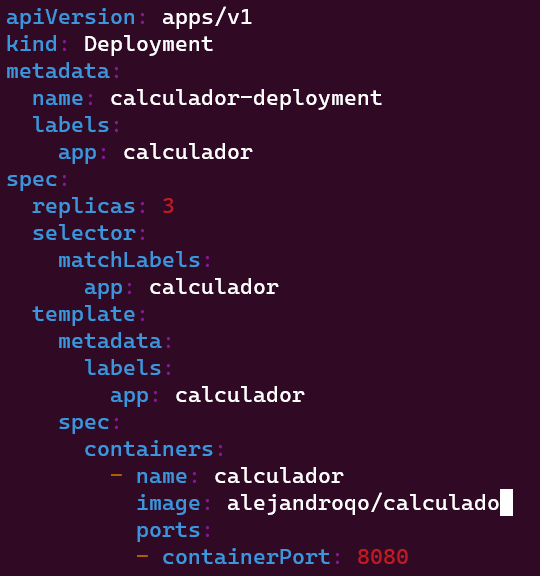 apiVersion: apps/v1
kind: Deployment
metadata:
  name: calculador-deployment
  labels:
    app: calculador
spec:
  replicas: 3
  selector:
    matchLabels:
      app: calculador
  template:
    metadata:
      labels:
        app: calculador
    spec:
      containers:
        - name: calculador
          image: alejandroqo/calculado
          ports:
          - containerPort: 8080